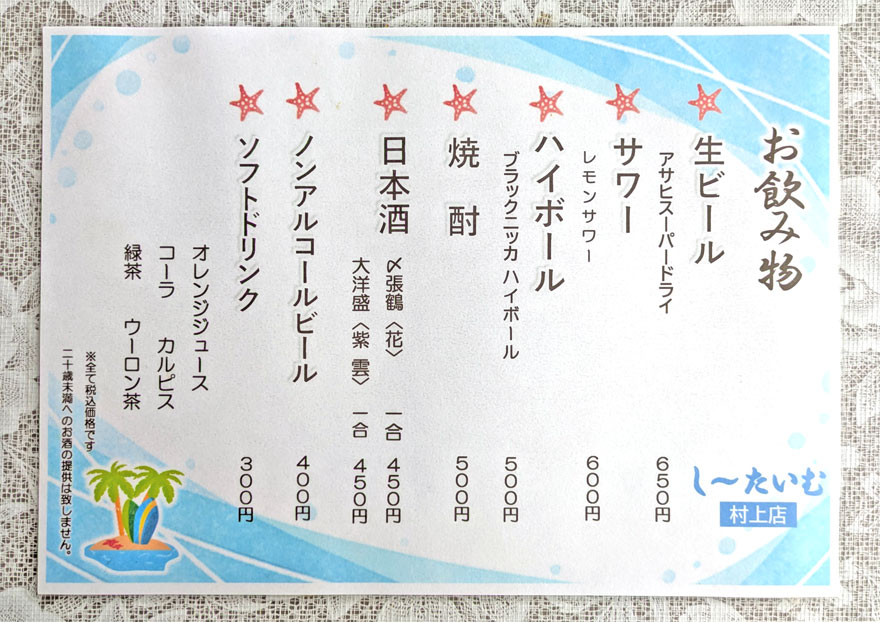 お飲み物
生ビール
アサヒスーパードライ 650円
サワー
レモンサワー 600円
ハイボール
ブラックニッカ ハイボール 500円
焼酎 500円
日本酒
〆張鶴〈花〉 一合 450円
大洋盛〈紫雲〉 一合 450円
ノンアルコールビール 400円
ソフトドリンク 300円
オレンジジュース
コーラ カルピス
緑茶 ウーロン茶
※全て税込価格です
二十歳未満へのお酒の提供は致しません。
し〜たいむ
村上店